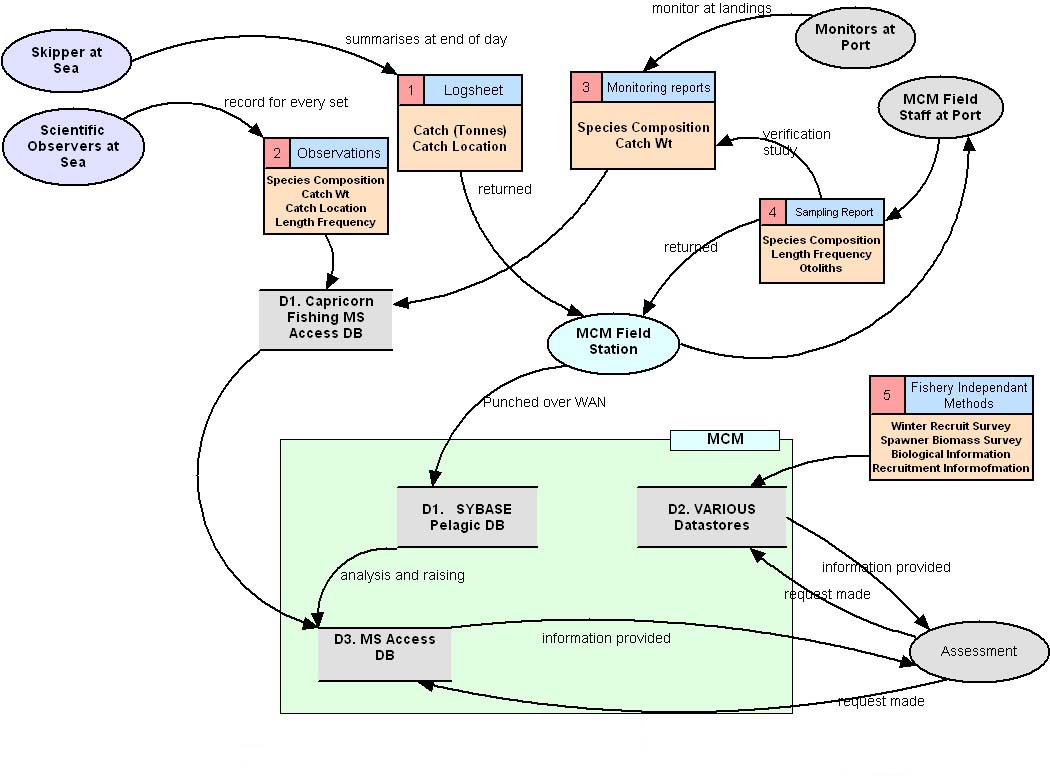 monitor at landings
Monitors at
Port
Skipper at
Sea
summarises at end of day
1 Logsheet
Catch (Tonnes)
Catch Location
3 Monitoring reports
Species Composition
Catch Wt
MCM Field
Staff at Port
Scientific
Observers at
Sea
record for every set
2 Observations
Species Composition
Catch Wt
Catch Location
Length Frequency
verification
study
returned
4 Sampling Report
Species Composition
Length Frequency
Otoliths
returned
D1. Capricorn
Fishing MS
Access DB
MCM Field
Station
Punched over WAN
5 Fishery Independant
Methods
Winter Recruit Survey
Spawner Biomass Survey
Biological Information
Recruitment Informofmation
MCM
D1. SYBASE
Pelagic DB
D2. VARIOUS
Datastores
analysis and raising
information provided
request made
D3. MS Access
DB
information provided
Assessment
request made